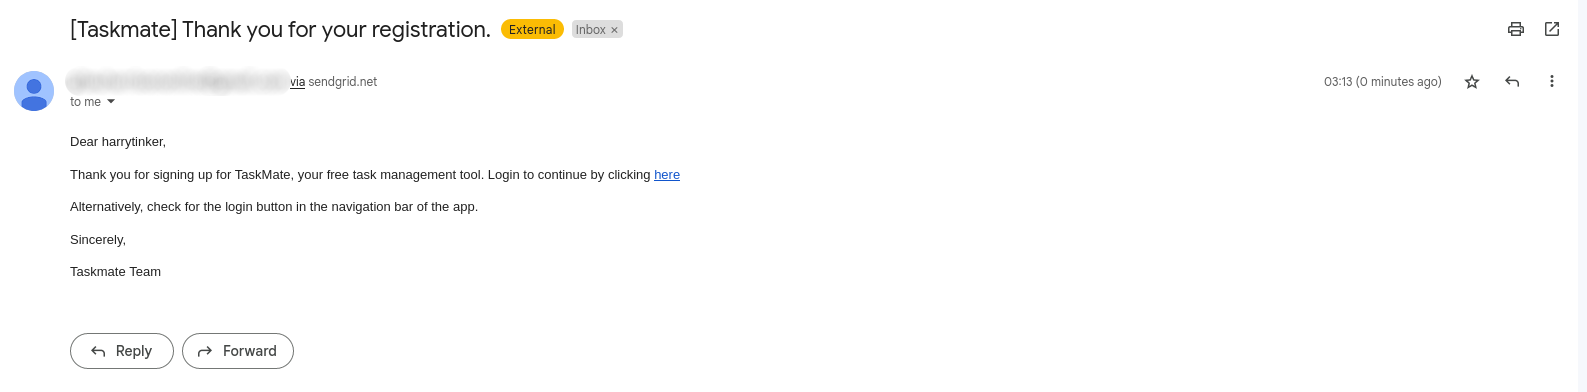 [Taskmate] Thank you for your registration. External Inbox ×
via sendgrid.net 03:13 (0 minutes ago)
to me
Dear harrytinker,
Thank you for signing up for TaskMate, your free task management tool. Login to continue by clicking here
Alternatively, check for the login button in the navigation bar of the app.
Sincerely,
Taskmate Team
Reply Forward